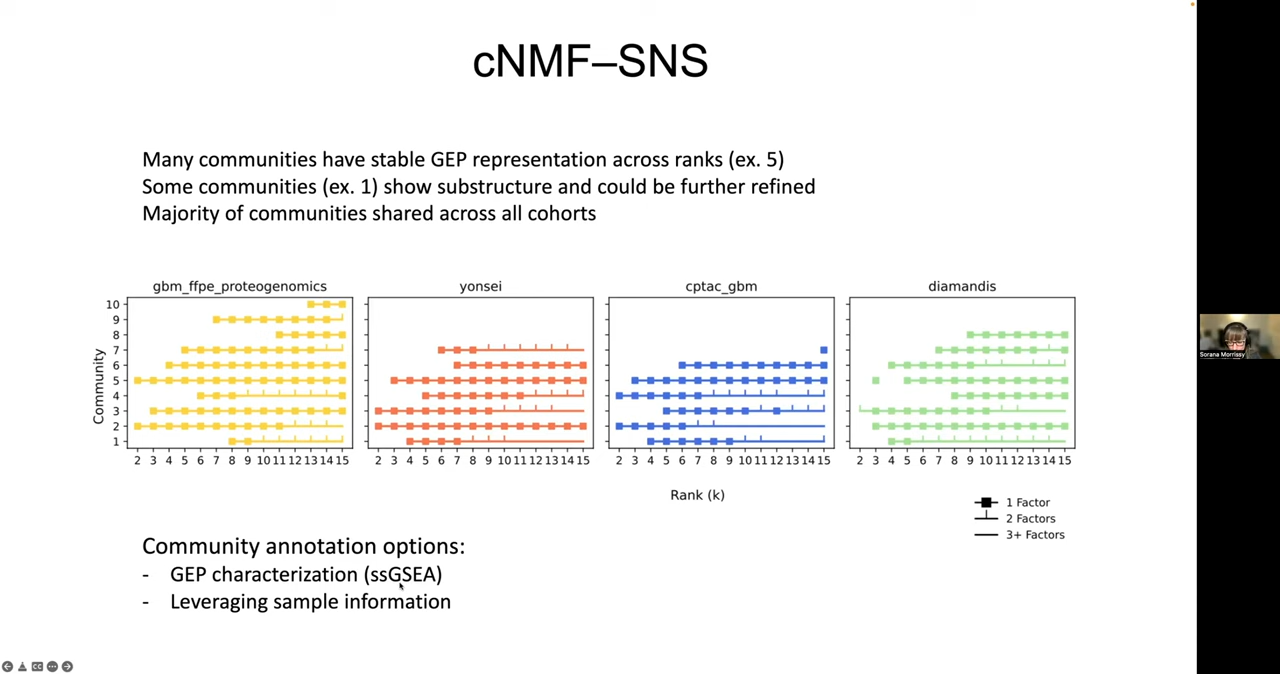 cNMF–SNS
Many communities have stable GEP representation across ranks (ex. 5)
Some communities (ex. 1) show substructure and could be further refined
Majority of communities shared across all cohorts
gbm_ffpe_proteogenomics
yonsei
cptac_gbm
diamandis
Community
10
9
8
7
6
5
4
3
2
1
2 3 4 5 6 7 8 9 10 11 12 13 14 15
2 3 4 5 6 7 8 9 10 11 12 13 14 15
2 3 4 5 6 7 8 9 10 11 12 13 14 15
2 3 4 5 6 7 8 9 10 11 12 13 14 15
Rank (k)
1 Factor
2 Factors
3+ Factors
Community annotation options:
- GEP characterization (ssGSEA)
- Leveraging sample information
CC
Sorana Morrissy